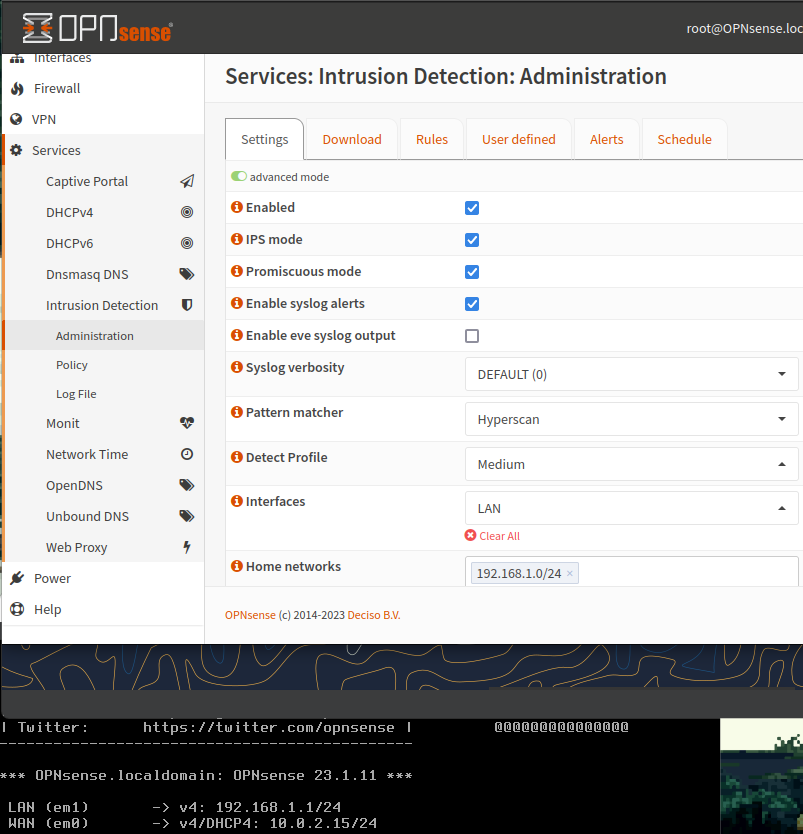 OPNsense
root@OPNsense.loc
Interfaces
Firewall
VPN
Services
Captive Portal
DHCPv4
DHCPv6
Dnsmasq DNS
Intrusion Detection
Administration
Policy
Log File
Monit
Network Time
OpenDNS
Unbound DNS
Web Proxy
Power
Help
Services: Intrusion Detection: Administration
Settings Download Rules User defined Alerts Schedule
advanced mode
Enabled
IPS mode
Promiscuous mode
Enable syslog alerts
Enable eve syslog output
Syslog verbosity DEFAULT (0)
Pattern matcher Hyperscan
Detect Profile Medium
Interfaces LAN
Clear All
Home networks 192.168.1.0/24 ×
OPNsense (c) 2014-2023 Deciso B.V.
| Twitter: https://twitter.com/opnsense | @@@@@@@@@@@@@@@
----------------------------------------------
*** OPNsense.localdomain: OPNsense 23.1.11 ***
LAN (em1) -> v4: 192.168.1.1/24
WAN (em0) -> v4/DHCP4: 10.0.2.15/24